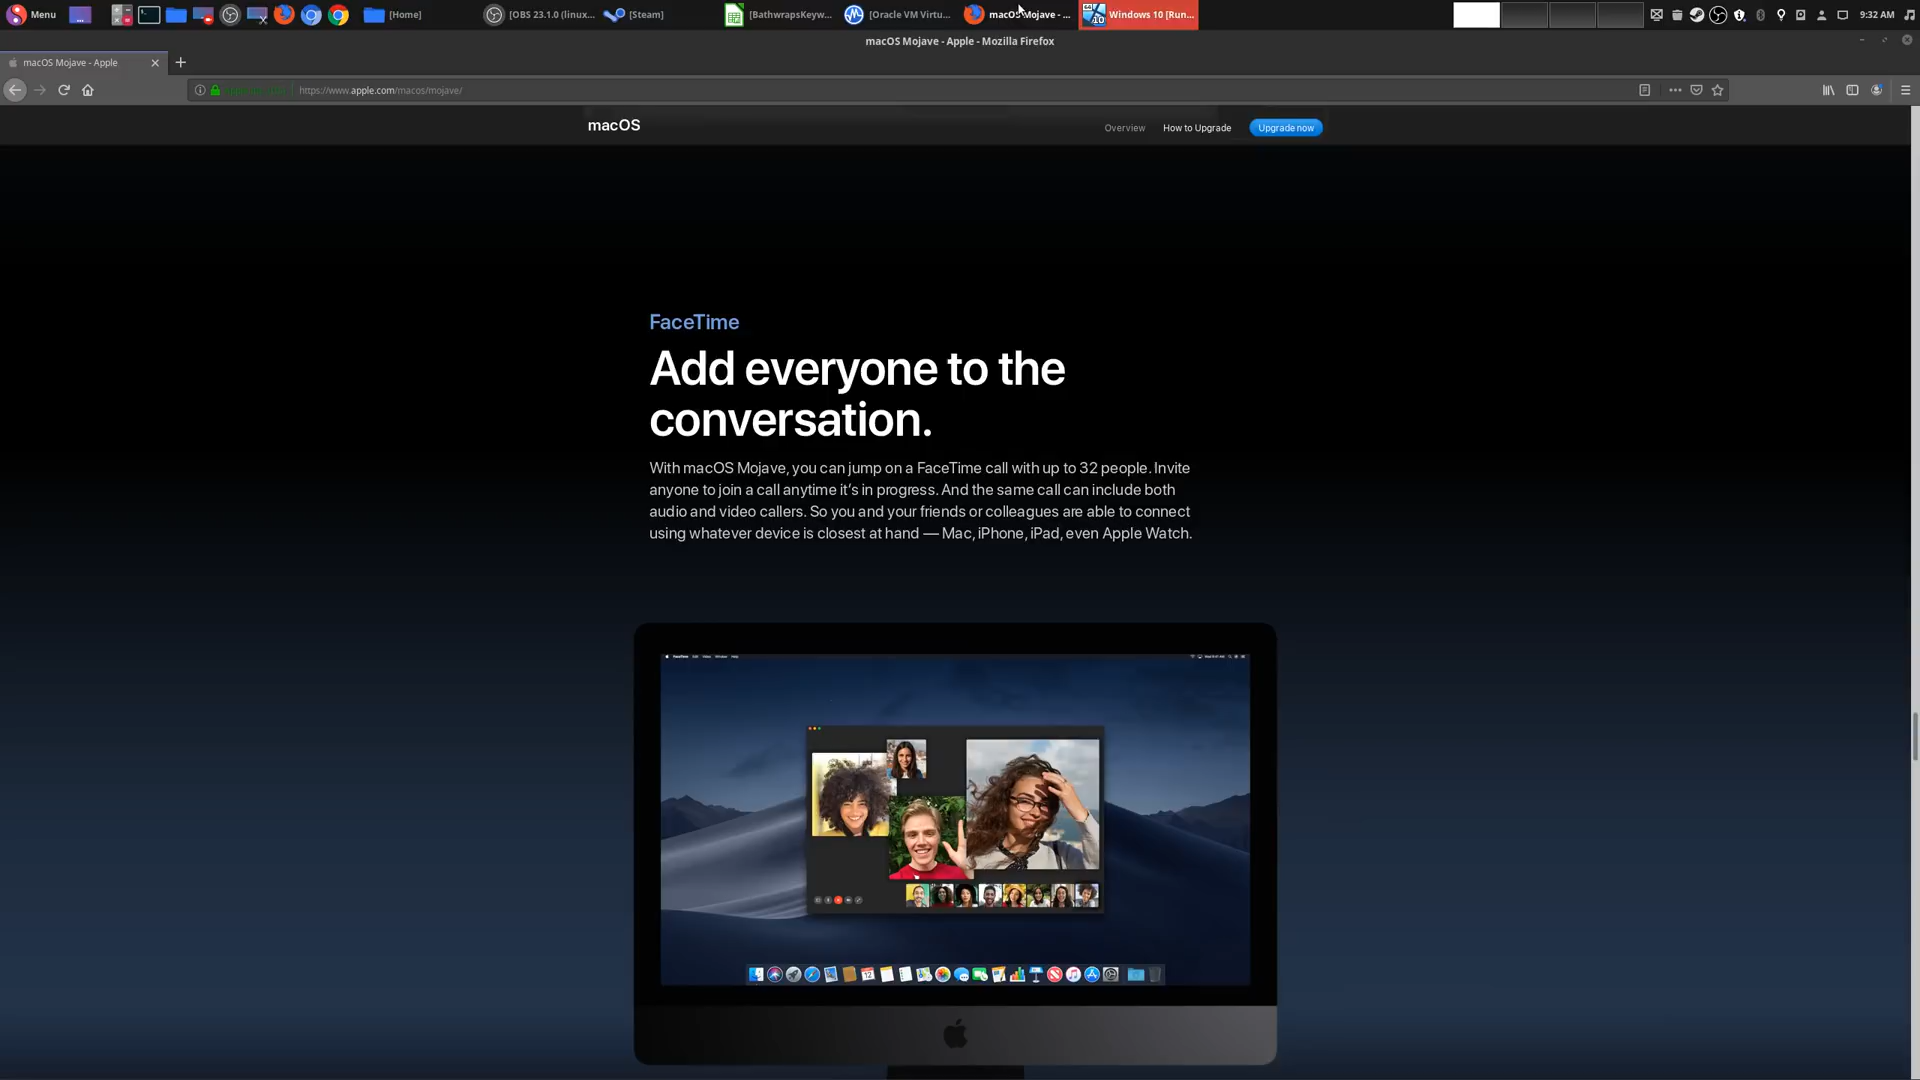 Menu
[Home]
[OBS 23.1.0 (linux...
[Steam]
[BathwrapsKeyw...
[Oracle VM Virtu...
macOS Mojave - ...
Windows 10 [Run...
9:32 AM
macOS Mojave - Apple - Mozilla Firefox
macOS Mojave - Apple
https://www.apple.com/macos/mojave/
macOS
Overview
How to Upgrade
Upgrade now
FaceTime
Add everyone to the
conversation.
With macOS Mojave, you can jump on a FaceTime call with up to 32 people. Invite
anyone to join a call anytime it’s in progress. And the same call can include both
audio and video callers. So you and your friends or colleagues are able to connect
using whatever device is closest at hand — Mac, iPhone, iPad, even Apple Watch.
FaceTime Edit Video Window Help